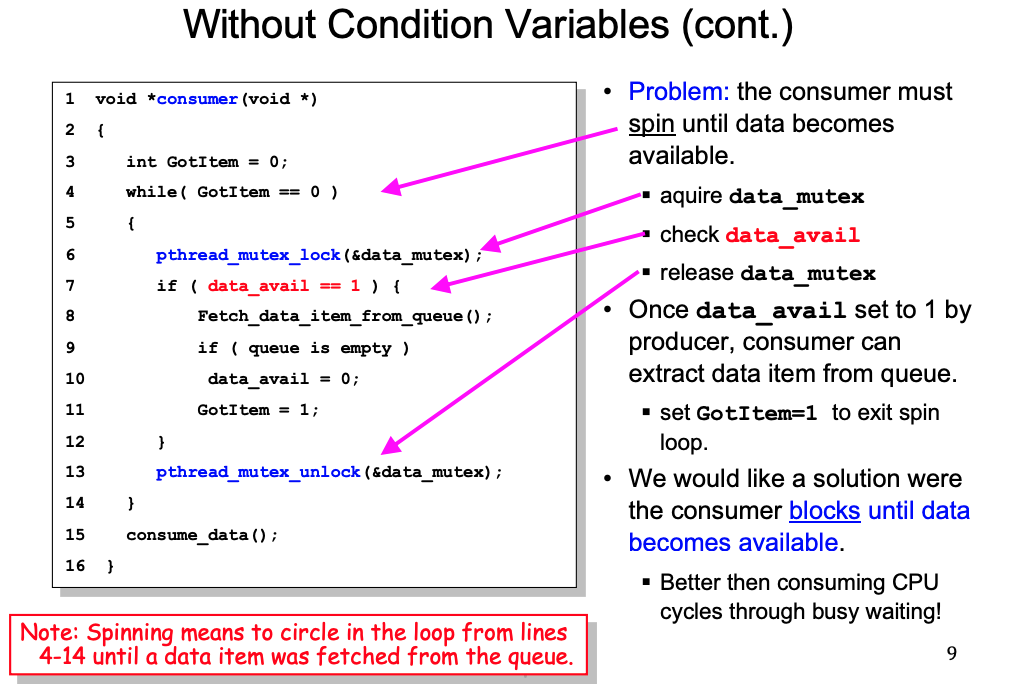 Without Condition Variables (cont.)
1 void *consumer(void *)
2 {
3 int GotItem = 0;
4 while( GotItem == 0 )
5 {
6 pthread_mutex_lock(&data_mutex);
7 if ( data_avail == 1 ) {
8 Fetch_data_item_from_queue();
9 if ( queue is empty )
10 data_avail = 0;
11 GotItem = 1;
12 }
13 pthread_mutex_unlock(&data_mutex);
14 }
15 consume_data();
16 }
Note: Spinning means to circle in the loop from lines
4-14 until a data item was fetched from the queue.
• Problem: the consumer must
spin until data becomes
available.
▪ aquire data_mutex
▪ check data_avail
▪ release data_mutex
• Once data_avail set to 1 by
producer, consumer can
extract data item from queue.
▪ set GotItem=1 to exit spin
loop.
• We would like a solution were
the consumer blocks until data
becomes available.
▪ Better then consuming CPU
cycles through busy waiting!
9